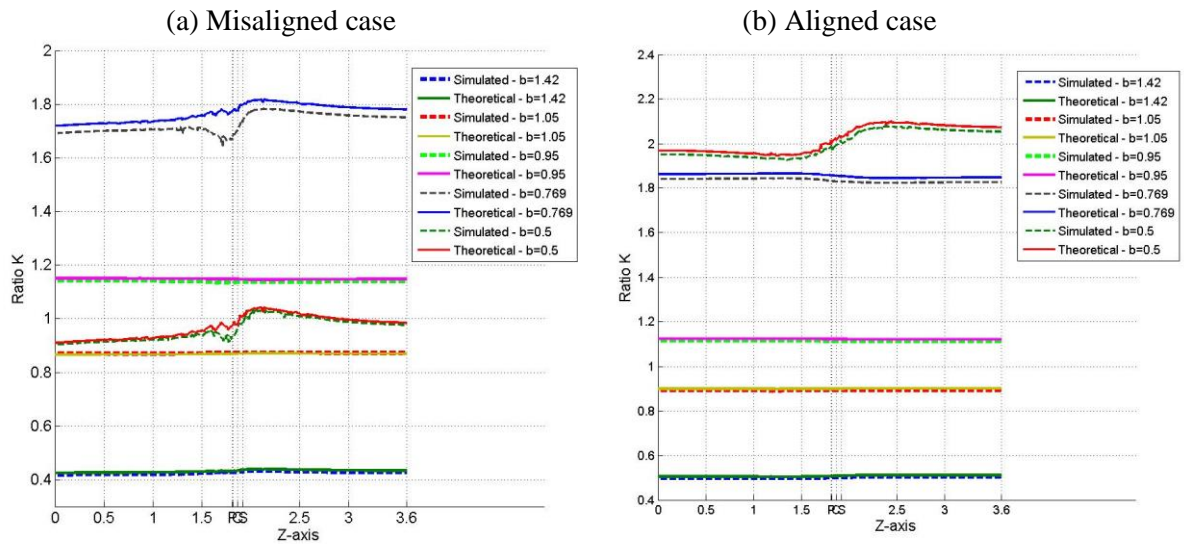 (a) Misaligned case
2
1.8
1.6
1.4
1.2
1
0.8
0.6
0.4
Ratio K
0 0.5 1 1.5 PCS 2.5 3 3.6
Z-axis
Simulated - b=1.42
Theoretical - b=1.42
Simulated - b=1.05
Theoretical - b=1.05
Simulated - b=0.95
Theoretical - b=0.95
Simulated - b=0.769
Theoretical - b=0.769
Simulated - b=0.5
Theoretical - b=0.5
(b) Aligned case
2.4
2.2
2
1.8
1.6
1.4
1.2
1
0.8
0.6
0.4
Ratio K
0 0.5 1 1.5 PCS 2.5 3 3.6
Z-axis
Simulated - b=1.42
Theoretical - b=1.42
Simulated - b=1.05
Theoretical - b=1.05
Simulated - b=0.95
Theoretical - b=0.95
Simulated - b=0.769
Theoretical - b=0.769
Simulated - b=0.5
Theoretical - b=0.5